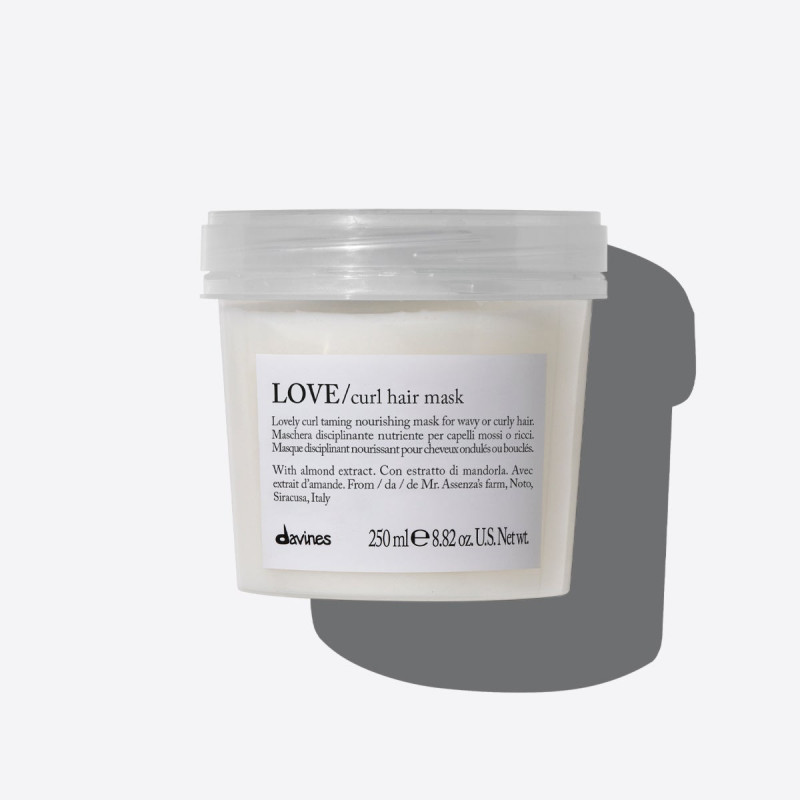 LOVE/curl hair mask
Lovely curl taming nourishing mask for wavy or curly hair.
Maschera disciplinante nutriente per capelli mossi o ricci.
Masque disciplinant nourissant pour cheveux ondulés ou bouclés.
With almond extract. Con estratto di mandorla. Avec
extrait d'amande. From / da / de Mr. Assenza's farm, Noto,
Siracusa, Italy
davines 250 ml ℮ 8.82 oz. U.S. Net wt.